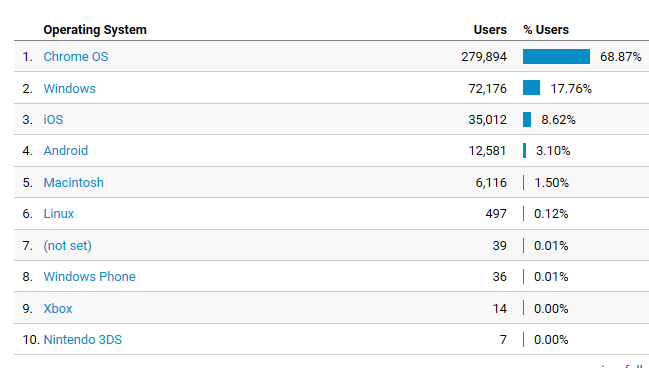 Operating System Users % Users
1. Chrome OS 279,894 68.87%
2. Windows 72,176 17.76%
3. iOS 35,012 8.62%
4. Android 12,581 3.10%
5. Macintosh 6,116 1.50%
6. Linux 497 0.12%
7. (not set) 39 0.01%
8. Windows Phone 36 0.01%
9. Xbox 14 0.00%
10. Nintendo 3DS 7 0.00%